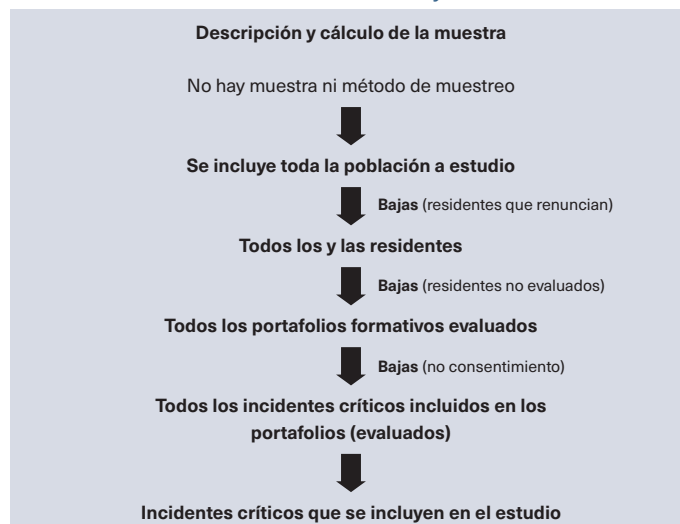 Descripción y cálculo de la muestra
No hay muestra ni método de muestreo
Se incluye toda la población a estudio
Bajas (residentes que renuncian)
Todos los y las residentes
Bajas (residentes no evaluados)
Todos los portafolios formativos evaluados
Bajas (no consentimiento)
Todos los incidentes críticos incluidos en los
portafolios (evaluados)
Incidentes críticos que se incluyen en el estudio